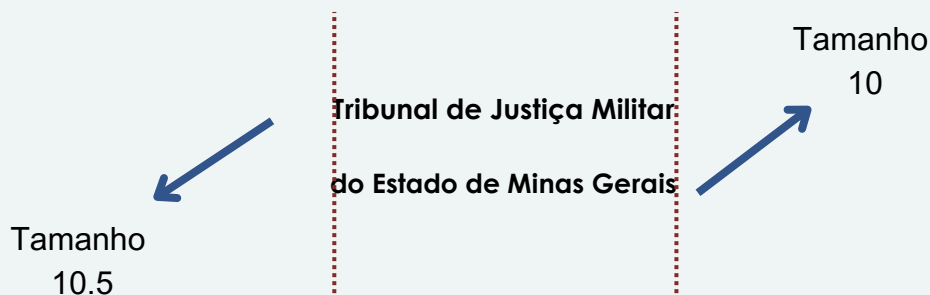 Tamanho
10
Tribunal de Justiça Militar
do Estado de Minas Gerais
Tamanho
10.5